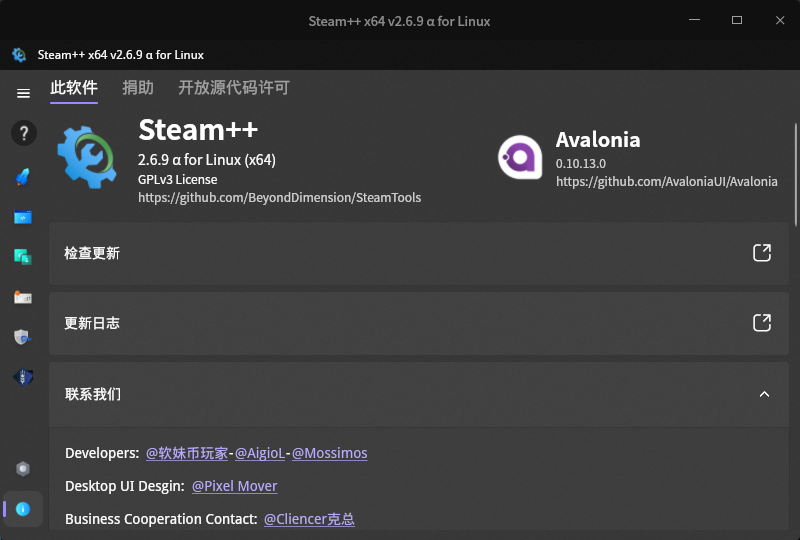 Steam++ x64 v2.6.9 α for Linux
Steam++ x64 v2.6.9 α for Linux
此软件 捐助 开放源代码许可
?
Steam++
2.6.9 α for Linux (x64)
GPLv3 License
https://github.com/BeyondDimension/SteamTools
Avalonia
0.10.13.0
https://github.com/AvaloniaUI/Avalonia
检查更新
更新日志
联系我们
Developers: @软妹币玩家-@AigioL-@Mossimos
Desktop UI Desgin: @Pixel Mover
Business Cooperation Contact: @Cliencer克总